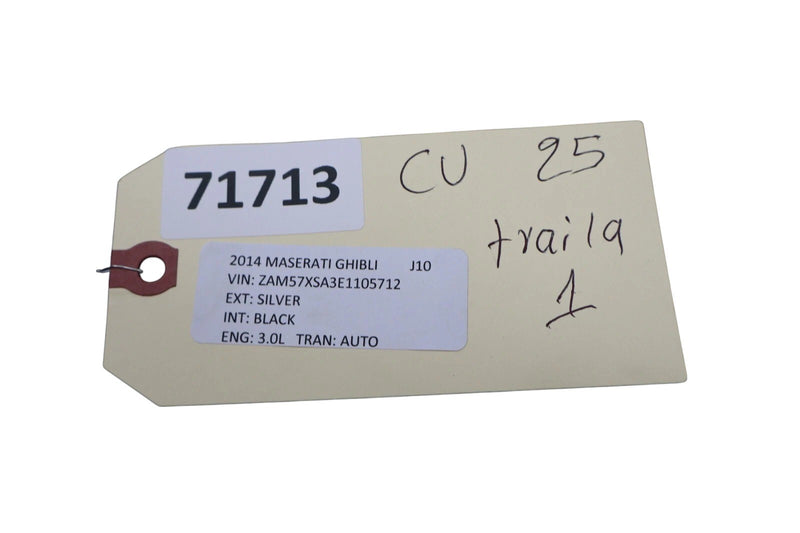 71713
CU 25
traila
1
2014 MASERATI GHIBLI J10
VIN: ZAM57XSA3E1105712
EXT: SILVER
INT: BLACK
ENG: 3.0L TRAN: AUTO